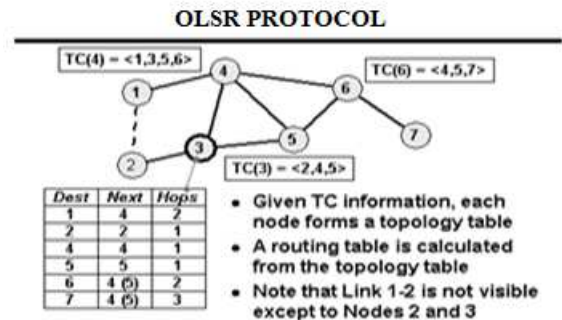 OLSR PROTOCOL
TC(4) = <1,3,5,6>
TC(6) = <4,5,7>
4
1
6
7
5
3
2
TC(3) = <2,4,5>
Dest Next Hops
1 4 2
2 2 1
4 4 1
5 5 1
6 4 (5) 2
7 4 (5) 3
• Given TC information, each
node forms a topology table
• A routing table is calculated
from the topology table
• Note that Link 1-2 is not visible
except to Nodes 2 and 3